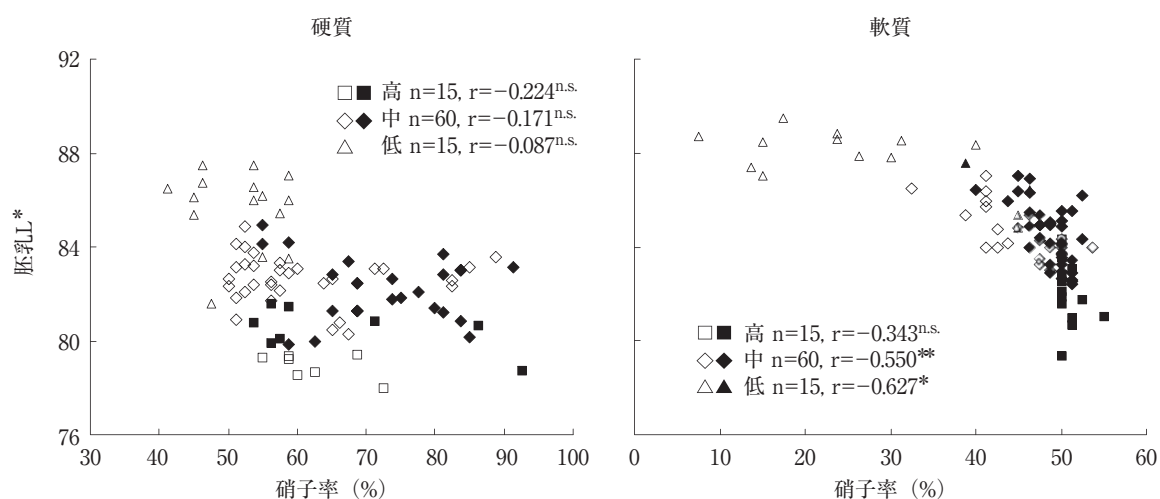 硬質
92
88
84
80
76
胚乳L*
□■ 高 n=15, r=−0.224n.s.
◇◆ 中 n=60, r=−0.171n.s.
△ 低 n=15, r=−0.087n.s.
30 40 50 60 70 80 90 100
硝子率（%）
軟質
□■ 高 n=15, r=−0.343n.s.
◇◆ 中 n=60, r=−0.550**
△▲ 低 n=15, r=−0.627*
0 10 20 30 40 50 60
硝子率（%）